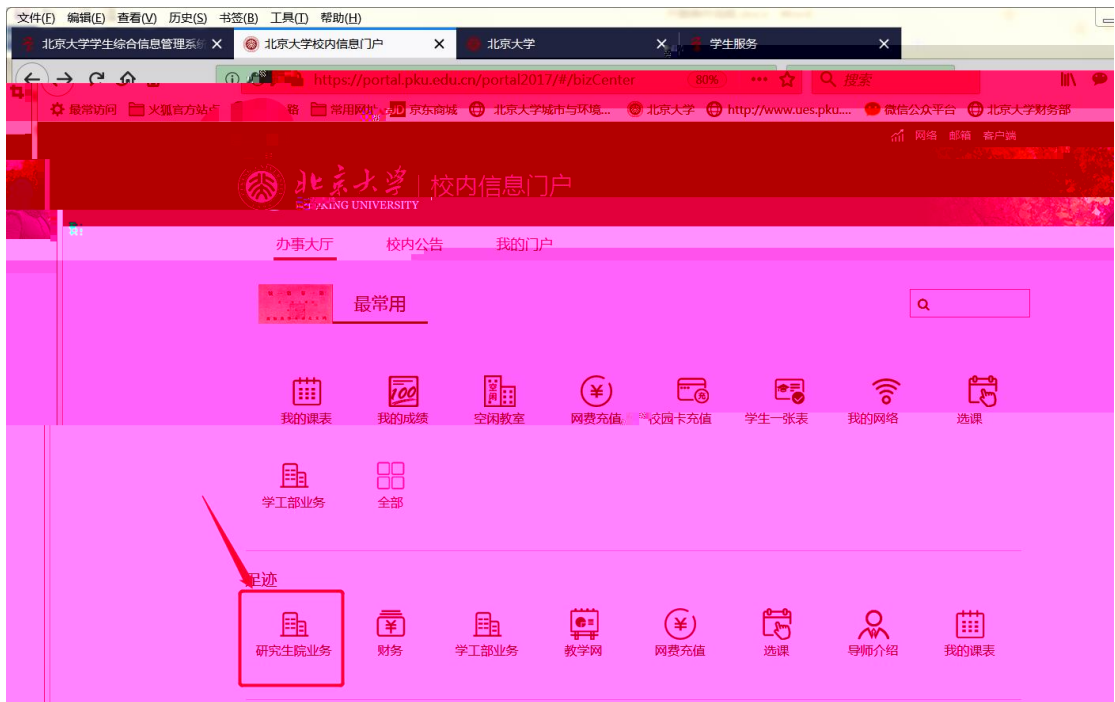 文件(F) 编辑(E) 查看(V) 历史(S) 书签(B) 工具(T) 帮助(H)
北京大学学生综合信息管理系统 北京大学校内信息门户 北京大学 学生服务
https://portal.pku.edu.cn/portal2017/#/bizCenter 80% 搜索
最常访问 火狐官方站点 常用网址 JD 京东商城 北京大学城市与环境... 北京大学 http://www.ues.pku.... 微信公众平台 北京大学财务部
网络 邮箱 客户端
北京大学 校内信息门户
PEKING UNIVERSITY
办事大厅 校内公告 我的门户
最常用
我的课表 我的成绩 空闲教室 网费充值 校园卡充值 学生一张表 我的网络 选课
学工部业务 全部
足迹
研究生院业务 财务 学工部业务 教学网 网费充值 选课 导师介绍 我的课表